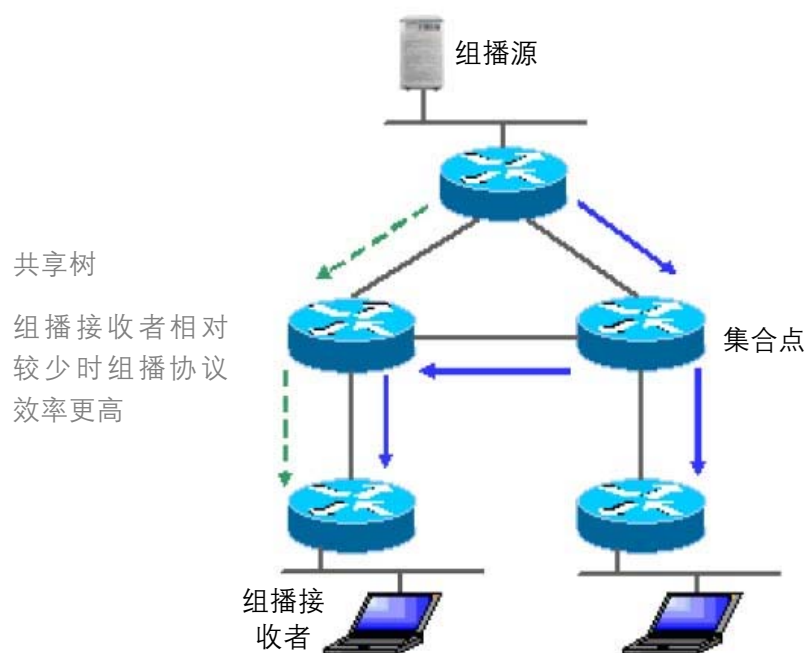 组播源
共享树
组播接收者相对
较少时组播协议
效率更高
集合点
组播接
收者